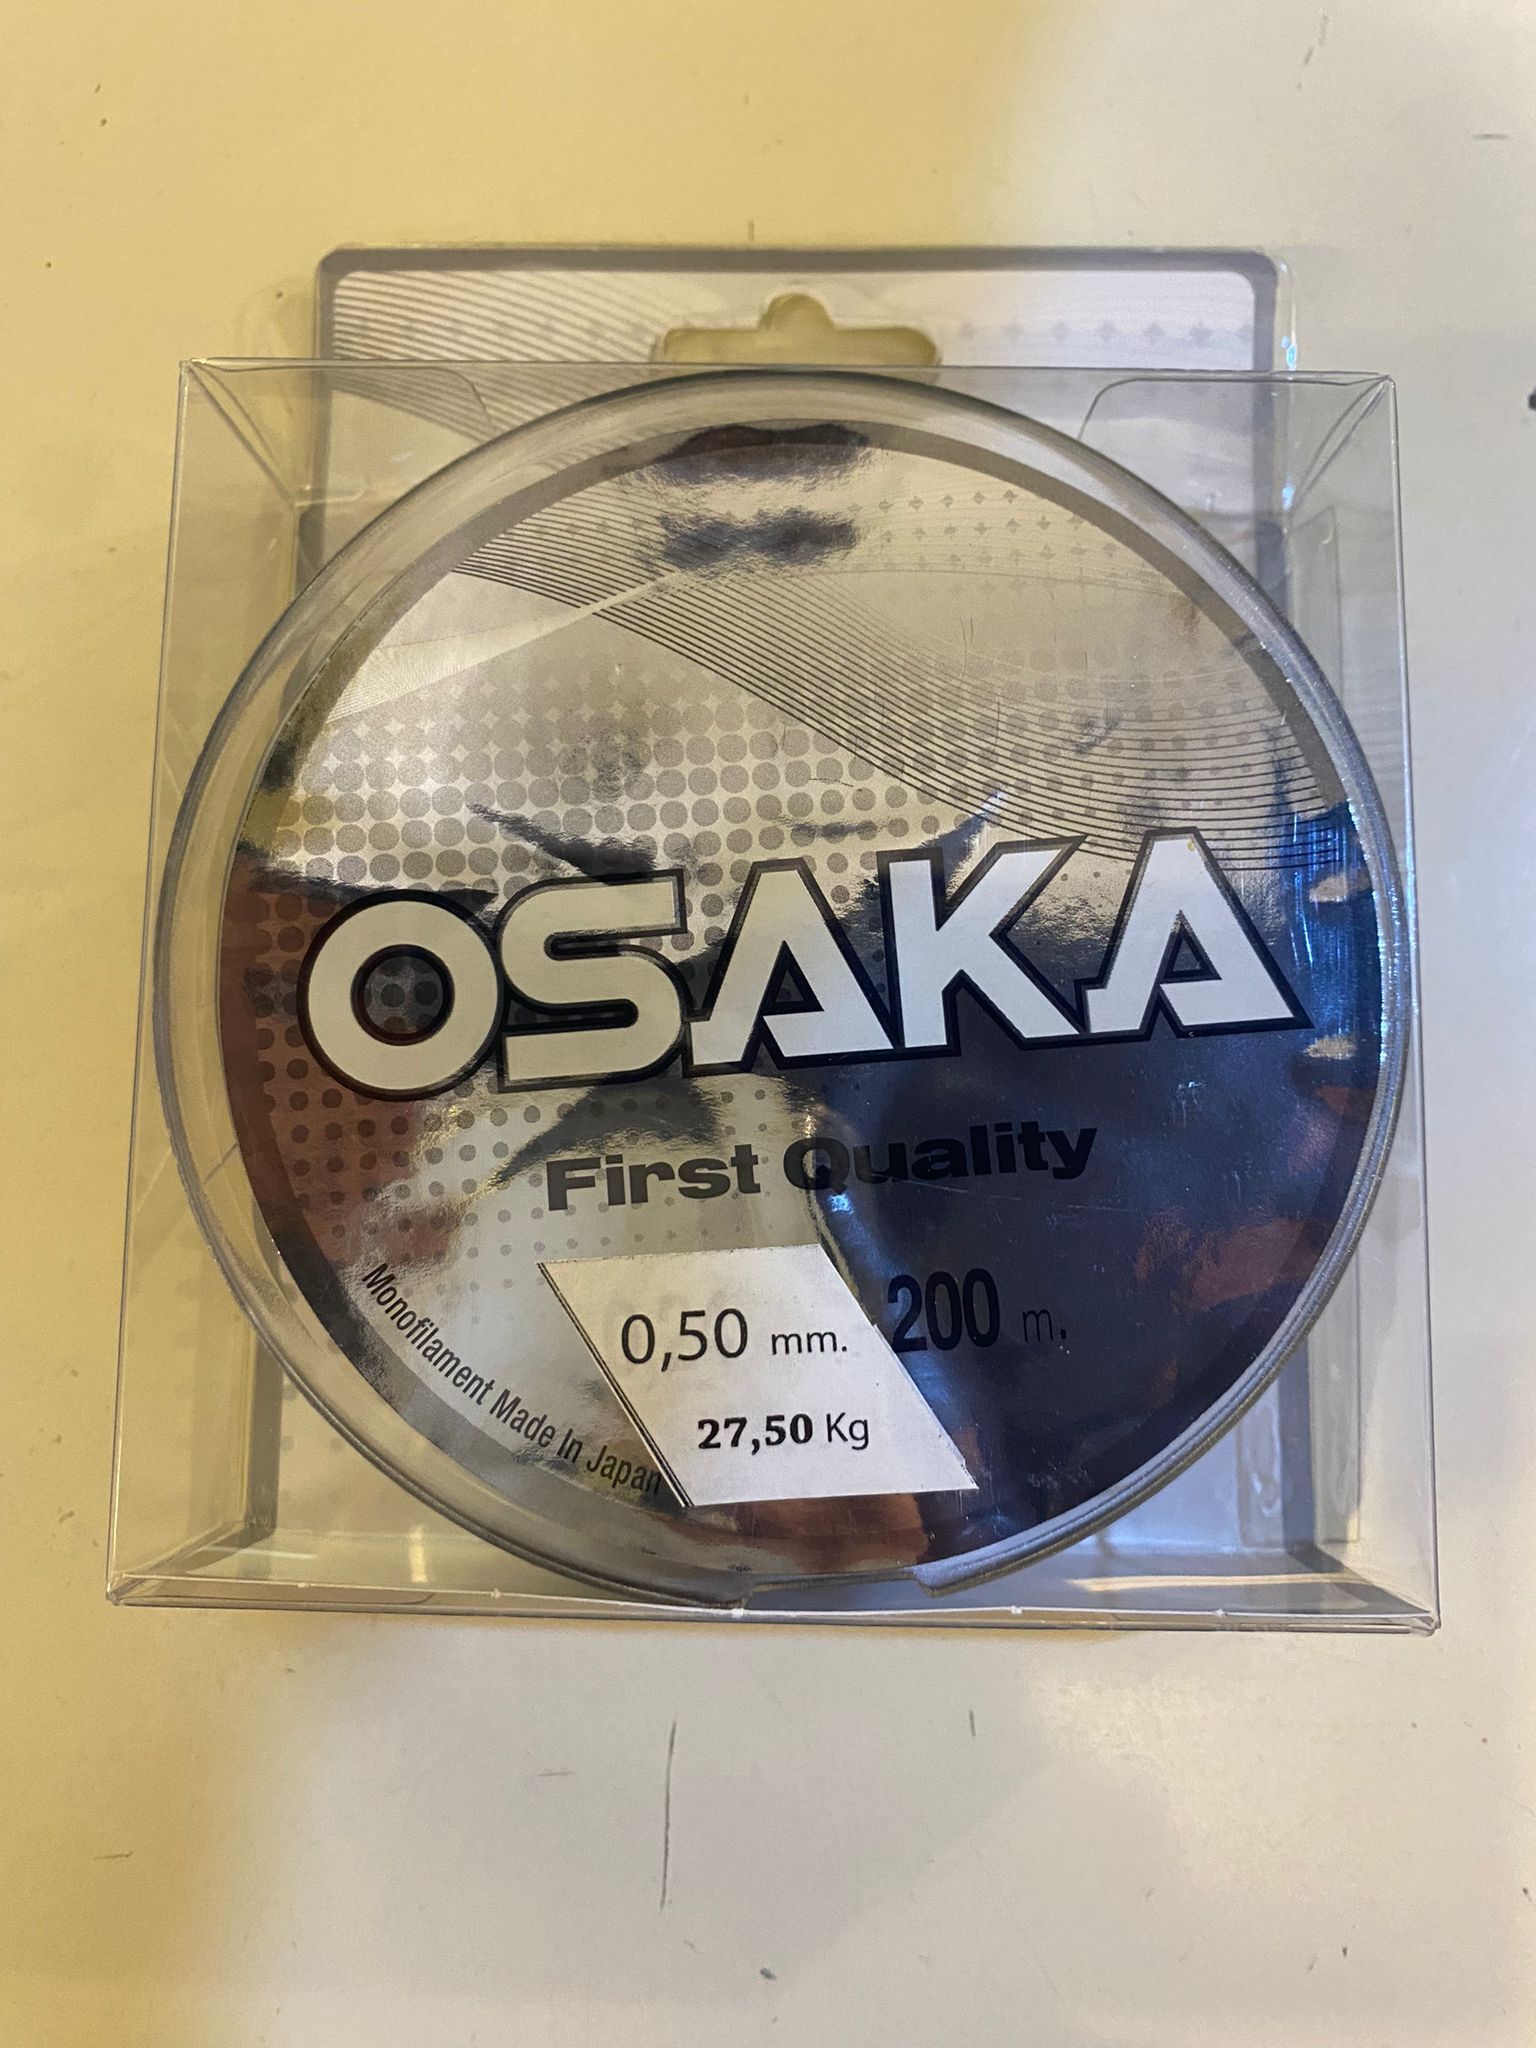 OSAKA
First Quality
0,50 mm. 200 m.
27,50 Kg
Monofilament Made In Japan